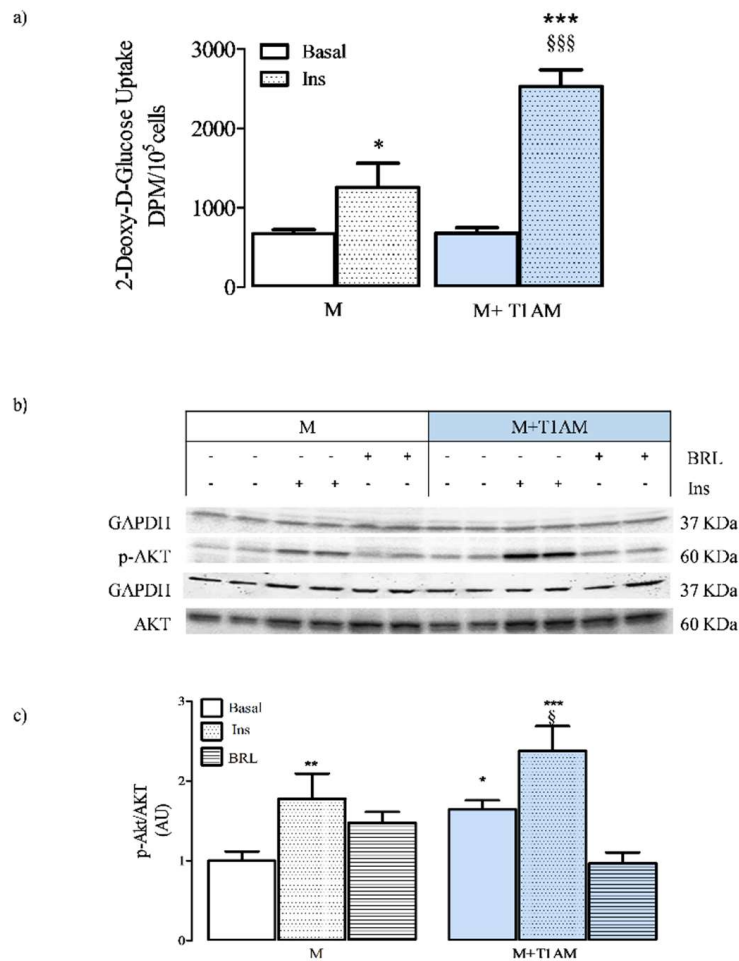 a)
***
§§§
3000
Basal
Ins
2000
*
1000
0
2-Deoxy-D-Glucose Uptake
DPM/10⁵cells
M
M+ T1AM
b)
M
M+T1AM
- - - - + + - - - - + + BRL
- - + + - - - - + + - - Ins
GAPDH 37 KDa
p-AKT 60 KDa
GAPDH 37 KDa
AKT 60 KDa
c)
3
Basal
Ins
BRL
***
§
**
*
2
1
0
p-Akt/AKT
(AU)
M
M+T1AM